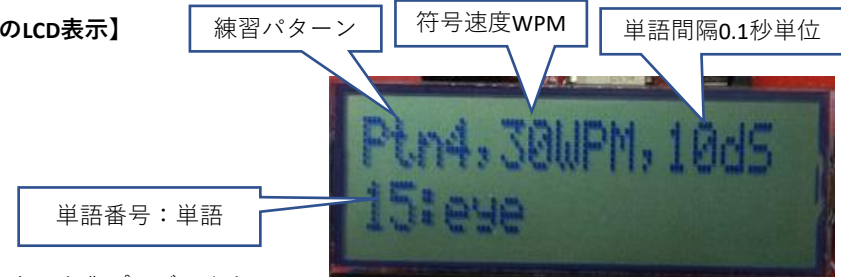 のLCD表示】
練習パターン
符号速度WPM
単語間隔0.1秒単位
Ptn4,30WPM,10dS
15:eye
単語番号:単語